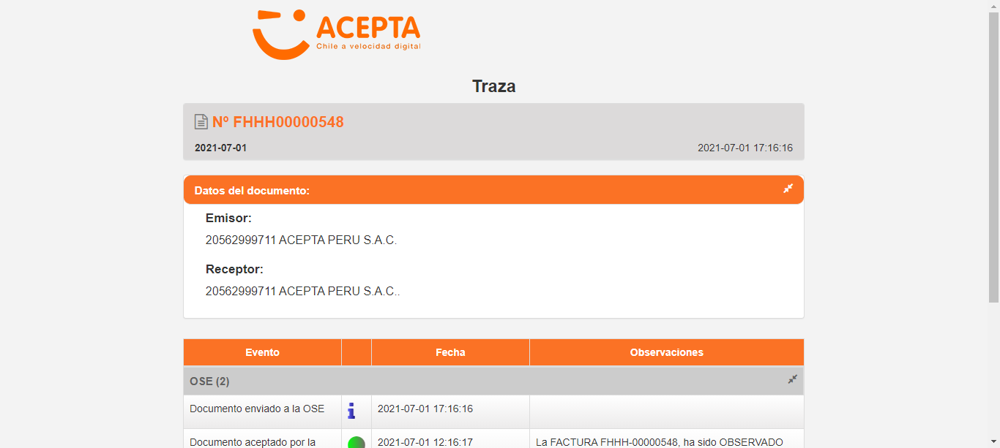 ACEPTA
Chile a velocidad digital
Traza
Nº FHHH00000548
2021-07-01
2021-07-01 17:16:16
Datos del documento:
Emisor:
20562999711 ACEPTA PERU S.A.C.
Receptor:
20562999711 ACEPTA PERU S.A.C..
Evento Fecha Observaciones
OSE (2)
Documento enviado a la OSE 2021-07-01 17:16:16
Documento aceptado por la 2021-07-01 12:16:17 La FACTURA FHHH-00000548, ha sido OBSERVADO